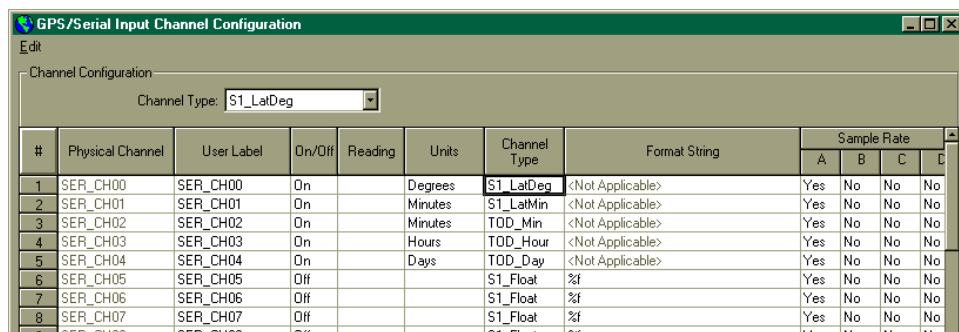 GPS/Serial Input Channel Configuration
Edit
Channel Configuration
Channel Type: S1_LatDeg
# Physical Channel User Label On/Off Reading Units Channel Type Format String Sample Rate
A B C D
1 SER_CH00 SER_CH00 On Degrees S1_LatDeg <Not Applicable> Yes No No No
2 SER_CH01 SER_CH01 On Minutes S1_LatMin <Not Applicable> Yes No No No
3 SER_CH02 SER_CH02 On Minutes TOD_Min <Not Applicable> Yes No No No
4 SER_CH03 SER_CH03 On Hours TOD_Hour <Not Applicable> Yes No No No
5 SER_CH04 SER_CH04 On Days TOD_Day <Not Applicable> Yes No No No
6 SER_CH05 SER_CH05 Off S1_Float %f Yes No No No
7 SER_CH06 SER_CH06 Off S1_Float %f Yes No No No
8 SER_CH07 SER_CH07 Off S1_Float %f Yes No No No